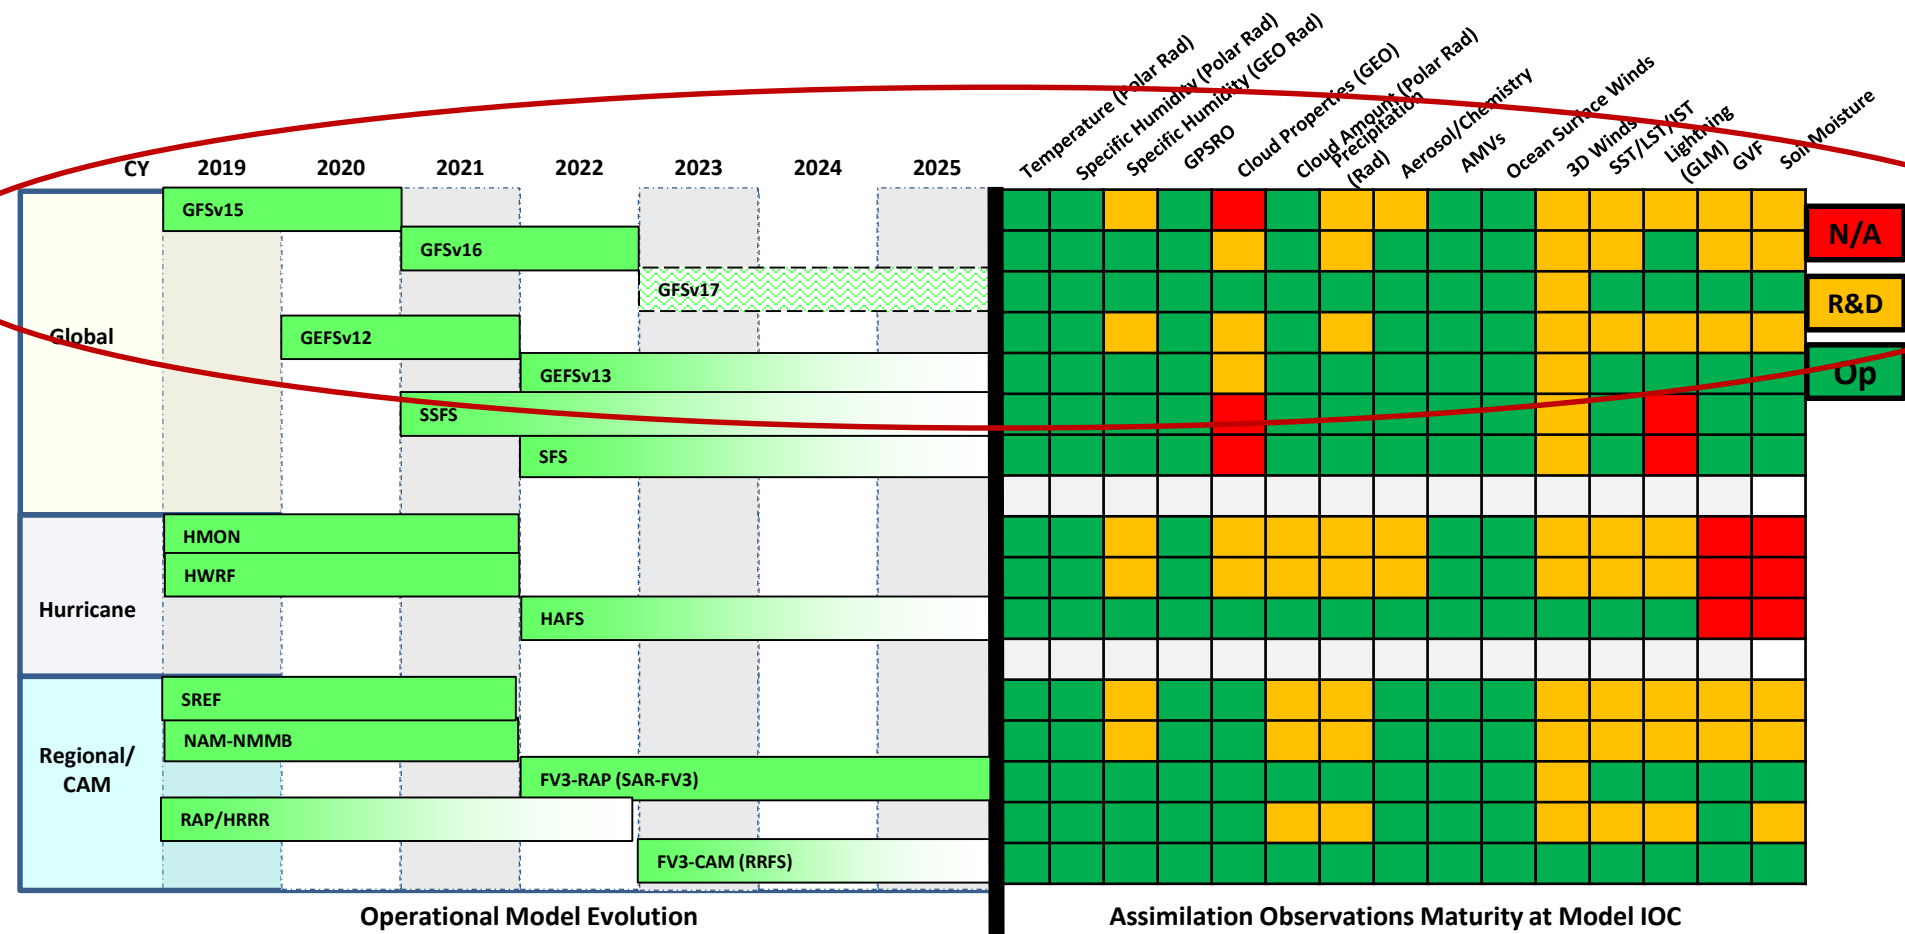 Temperature (Polar Rad)
Specific Humidity (Polar Rad)
Specific Humidity (GEO Rad)
GPSRO
Cloud Properties (GEO)
Cloud Amount (Polar Rad)
Precipitation
(Rad)
Aerosol/Chemistry
AMVs
Ocean Surface Winds
3D Winds
SST/LST/IST
Lightning
(GLM)
GVF
Soil Moisture
CY 2019 2020 2021 2022 2023 2024 2025
GFSv15
N/A
GFSv16
GFSv17
R&D
Global
GEFSv12
GEFSv13
Op
SSFS
SFS
HMON
HWRF
Hurricane
HAFS
SREF
NAM-NMMB
Regional/
CAM
FV3-RAP (SAR-FV3)
RAP/HRRR
FV3-CAM (RRFS)
Operational Model Evolution
Assimilation Observations Maturity at Model IOC